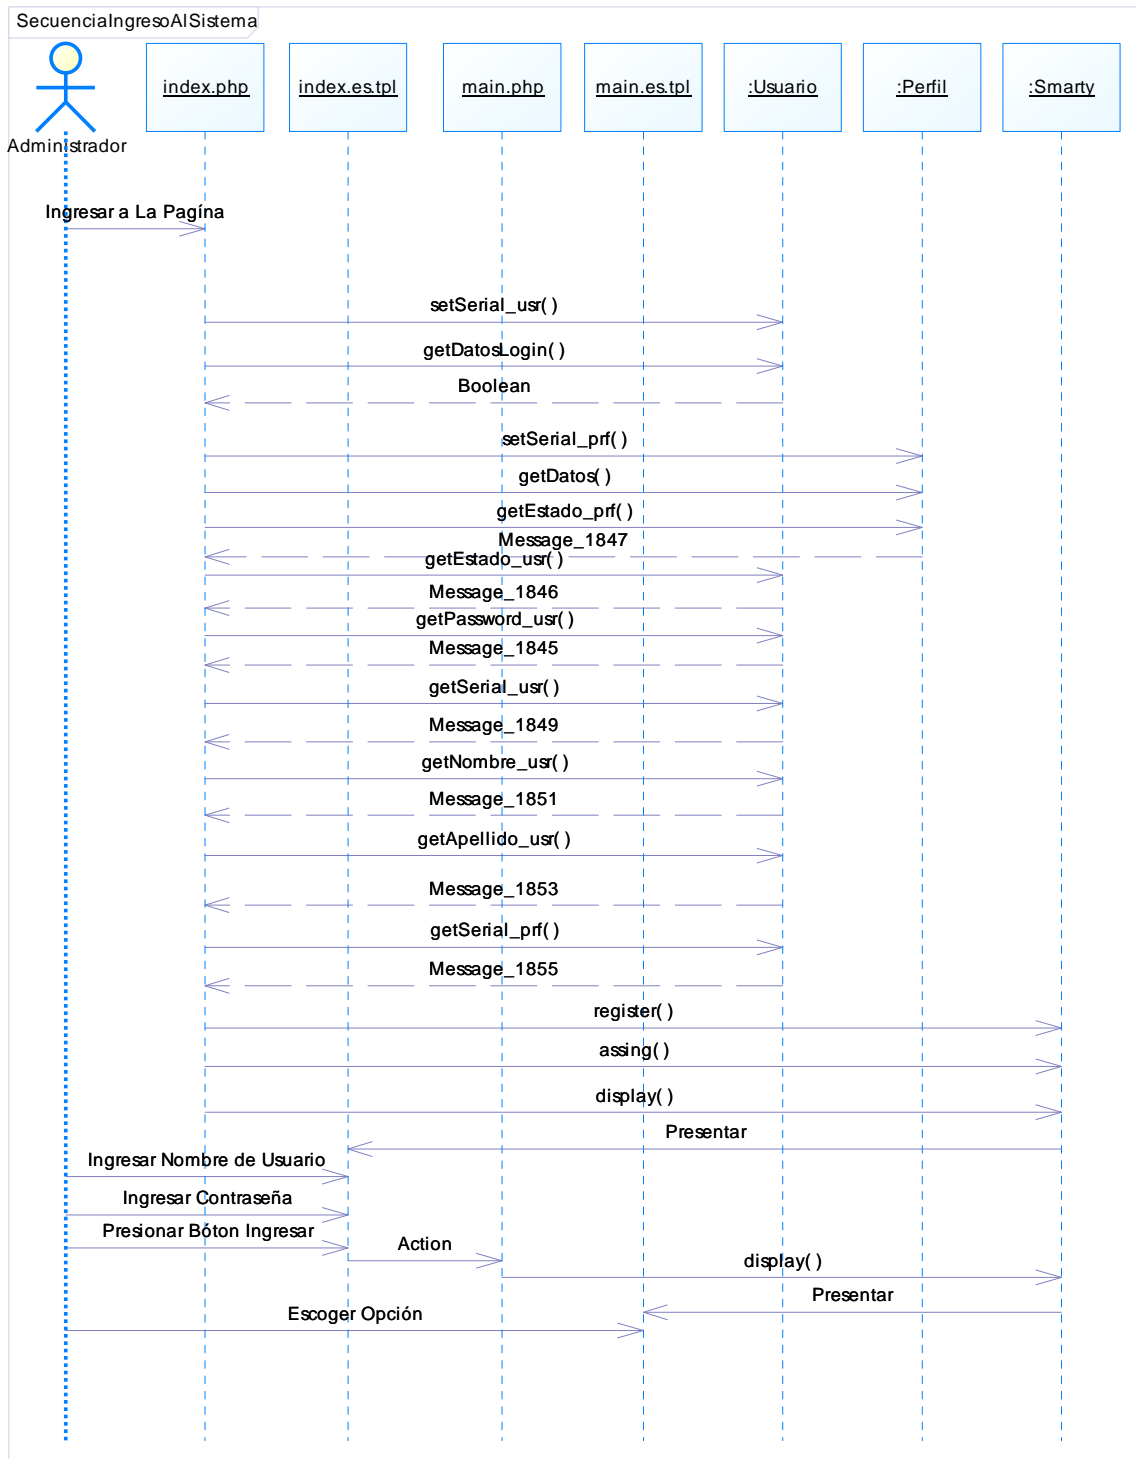 SecuenciaIngresoAlSistema
Administrador
index.php
index.es.tpl
main.php
main.es.tpl
:Usuario
:Perfil
:Smarty
Ingresar a La Pagína
setSerial_usr( )
getDatosLogin( )
Boolean
setSerial_prf( )
getDatos( )
getEstado_prf( )
Message_1847
getEstado_usr( )
Message_1846
getPassword_usr( )
Message_1845
getSerial_usr( )
Message_1849
getNombre_usr( )
Message_1851
getApellido_usr( )
Message_1853
getSerial_prf( )
Message_1855
register( )
assing( )
display( )
Presentar
Ingresar Nombre de Usuario
Ingresar Contraseña
Presionar Bóton Ingresar
Action
display( )
Presentar
Escoger Opción